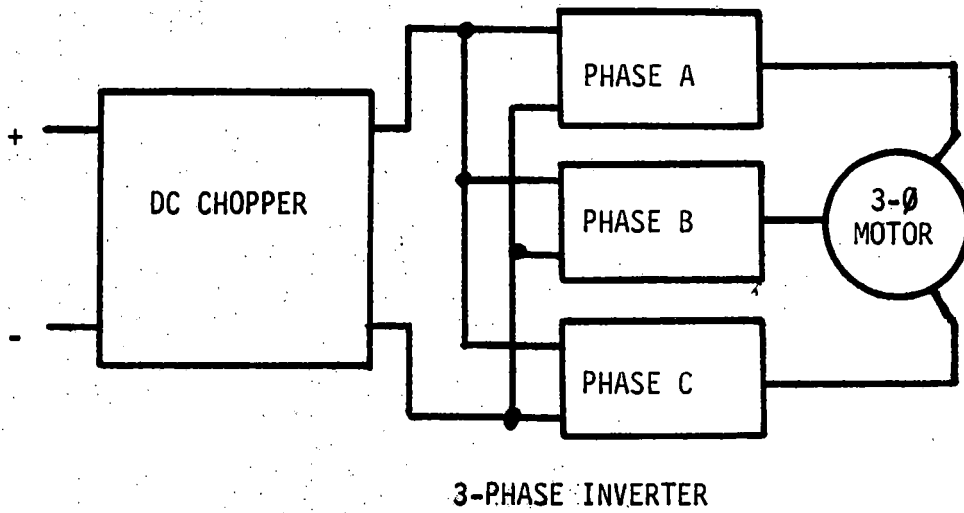 +
DC CHOPPER
-
PHASE A
PHASE B
PHASE C
3-Ø
MOTOR
3-PHASE INVERTER